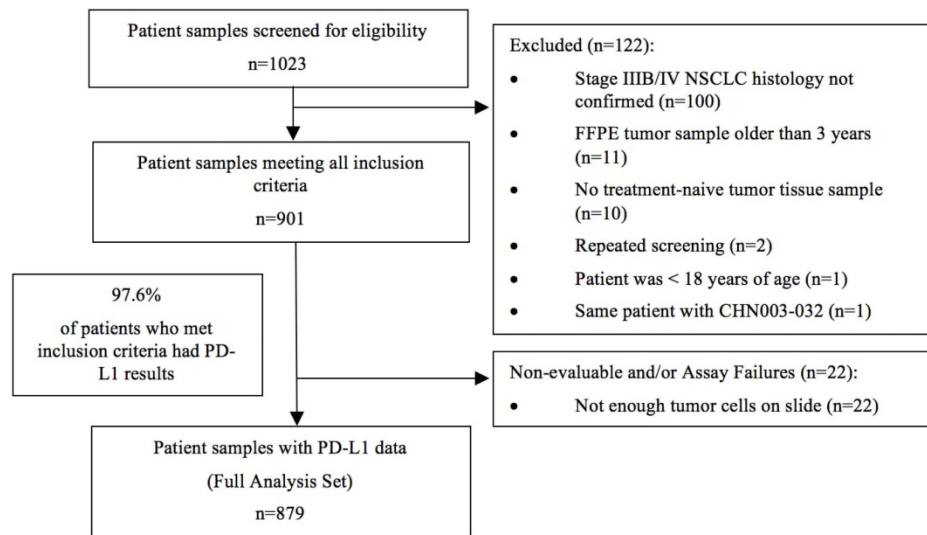 Patient samples screened for eligibility
n=1023
Excluded (n=122):
• Stage IIIB/IV NSCLC histology not
confirmed (n=100)
• FFPE tumor sample older than 3 years
(n=11)
• No treatment-naive tumor tissue sample
(n=10)
• Repeated screening (n=2)
• Patient was < 18 years of age (n=1)
• Same patient with CHN003-032 (n=1)
Patient samples meeting all inclusion
criteria
n=901
97.6%
of patients who met
inclusion criteria had PD-
L1 results
Non-evaluable and/or Assay Failures (n=22):
• Not enough tumor cells on slide (n=22)
Patient samples with PD-L1 data
(Full Analysis Set)
n=879